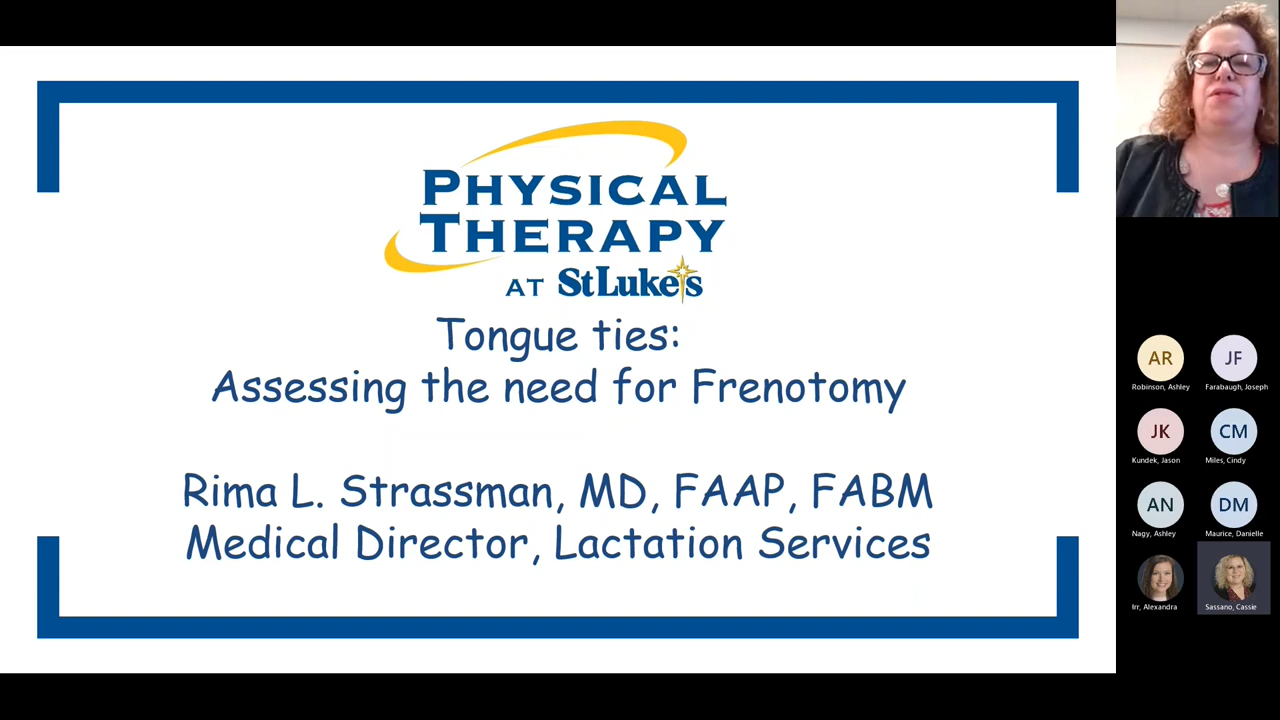 PHYSICAL
THERAPY
AT StLuke's
Tongue ties:
Assessing the need for Frenotomy
Rima L. Strassman, MD, FAAP, FABM
Medical Director, Lactation Services
AR
JF
Robinson, Ashley
Farabaugh, Joseph
JK
CM
Kundek, Jason
Miles, Cindy
AN
DM
Nagy, Ashley
Maurice, Danielle
Irr, Alexandra
Sassano, Cassie